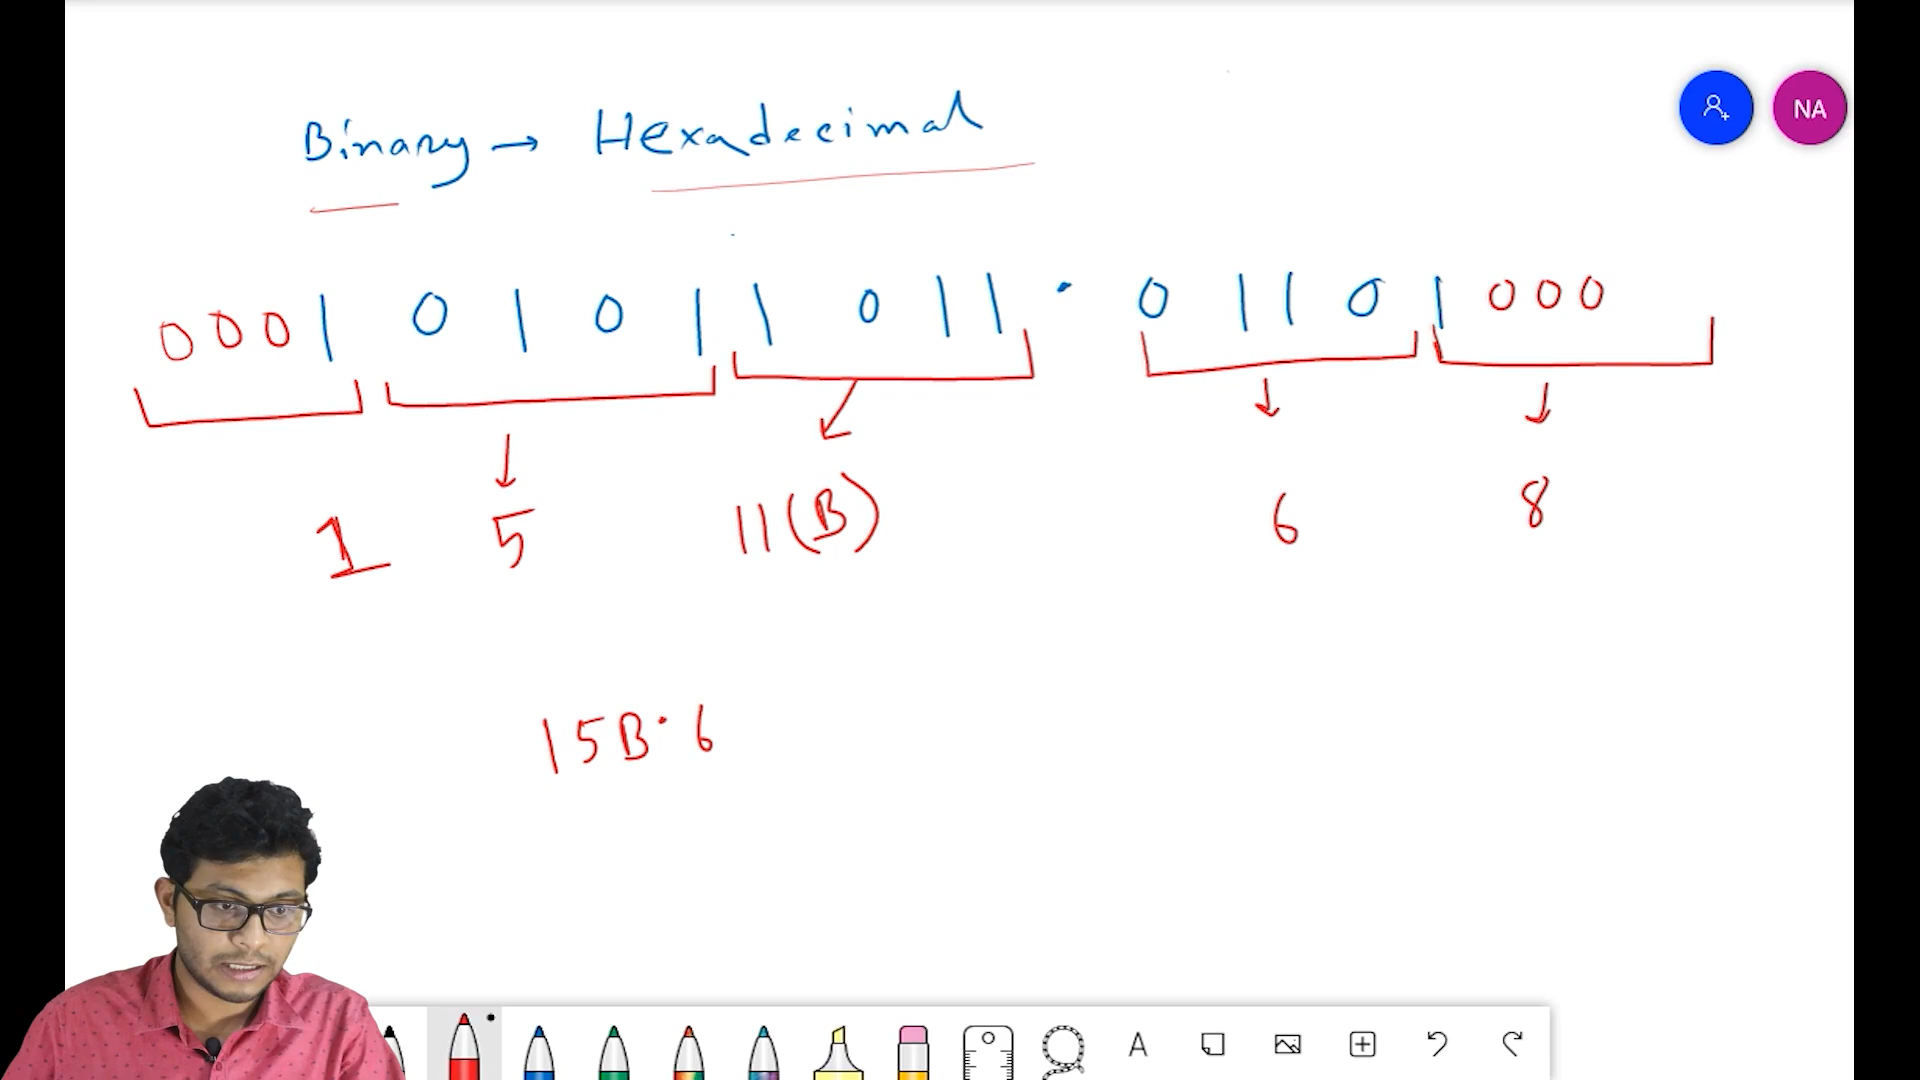 NA
Binary → Hexadecimal
0001 0101 1011 . 0110 1000
1 5 11(B) 6 8
15B.6
A